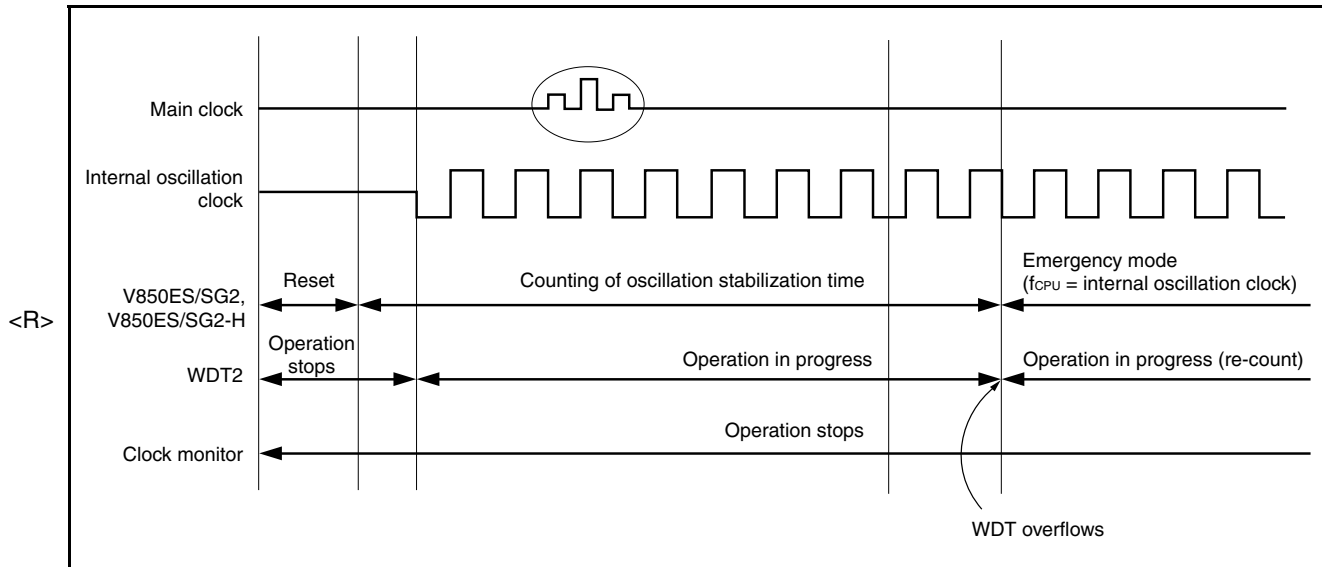 Main clock
Internal oscillation
clock
Reset
Counting of oscillation stabilization time
Emergency mode
(fCPU = internal oscillation clock)
V850ES/SG2,
V850ES/SG2-H
<R>
Operation
stops
WDT2
Operation in progress
Operation in progress (re-count)
Operation stops
Clock monitor
WDT overflows